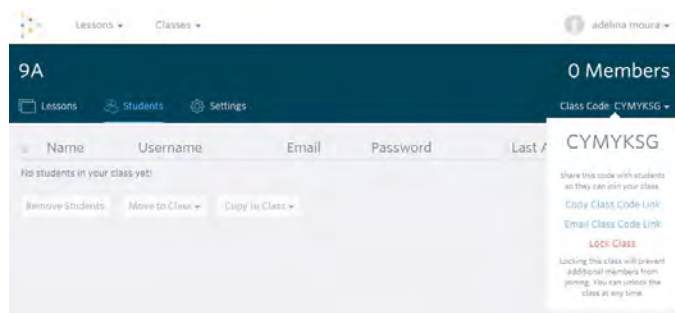 Lessons Classes adelina moura
9A 0 Members
Lessons Students Settings Class Code: CYMYKSG
Name Username Email Password Last A
No students in your class yet!
Remove Students Move to Class Copy to Class
CYMYKSG
Share this code with students
so they can join your class
Copy Class Code Link
Email Class Code Link
Lock Class
Locking this class will prevent
additional members from
joining. You can unlock the
class at any time.